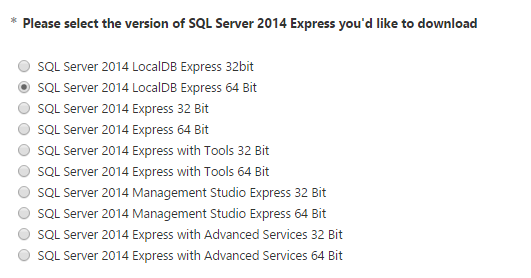 * Please select the version of SQL Server 2014 Express you'd like to download
SQL Server 2014 LocalDB Express 32bit
SQL Server 2014 LocalDB Express 64 Bit
SQL Server 2014 Express 32 Bit
SQL Server 2014 Express 64 Bit
SQL Server 2014 Express with Tools 32 Bit
SQL Server 2014 Express with Tools 64 Bit
SQL Server 2014 Management Studio Express 32 Bit
SQL Server 2014 Management Studio Express 64 Bit
SQL Server 2014 Express with Advanced Services 32 Bit
SQL Server 2014 Express with Advanced Services 64 Bit